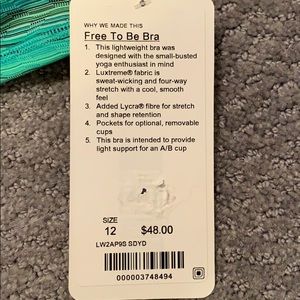 WHY WE MADE THIS
Free To Be Bra
1. This lightweight bra was
designed with the small-busted
yoga enthusiast in mind
2. Luxtreme® fabric is
sweat-wicking and four-way
stretch with a cool, smooth
feel
3. Added Lycra® fibre for stretch
and shape retention
4. Pockets for optional, removable
cups
5. This bra is intended to provide
light support for an A/B cup
SIZE
12 $48.00
LW2AP9S SDYD
000003748494